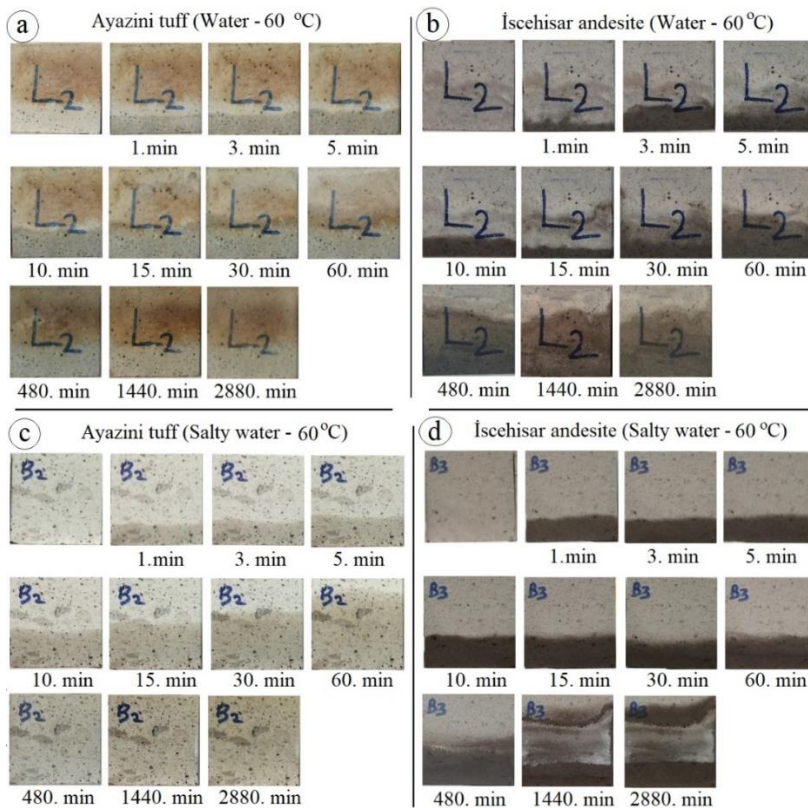 a
Ayazini tuff (Water - 60 °C)
L2 L2 L2 L2
1.min 3. min 5. min
L2 L2 L2 L2
10. min 15. min 30. min 60. min
L2 L2 L2
480. min 1440. min 2880. min
b
İscehisar andesite (Water - 60 °C)
L2 L2 L2 L2
1.min 3. min 5. min
L2 L2 L2 L2
10. min 15. min 30. min 60. min
L2 L2 L2
480. min 1440. min 2880. min
c
Ayazini tuff (Salty water - 60 °C)
B2 B2 B2 B2
1.min 3. min 5. min
B2 B2 B2 B2
10. min 15. min 30. min 60. min
B2 B2 B2
480. min 1440. min 2880. min
d
İscehisar andesite (Salty water - 60 °C)
B3 B3 B3 B3
1.min 3. min 5. min
B3 B3 B3 B3
10. min 15. min 30. min 60. min
B3 B3 B3
480. min 1440. min 2880. min